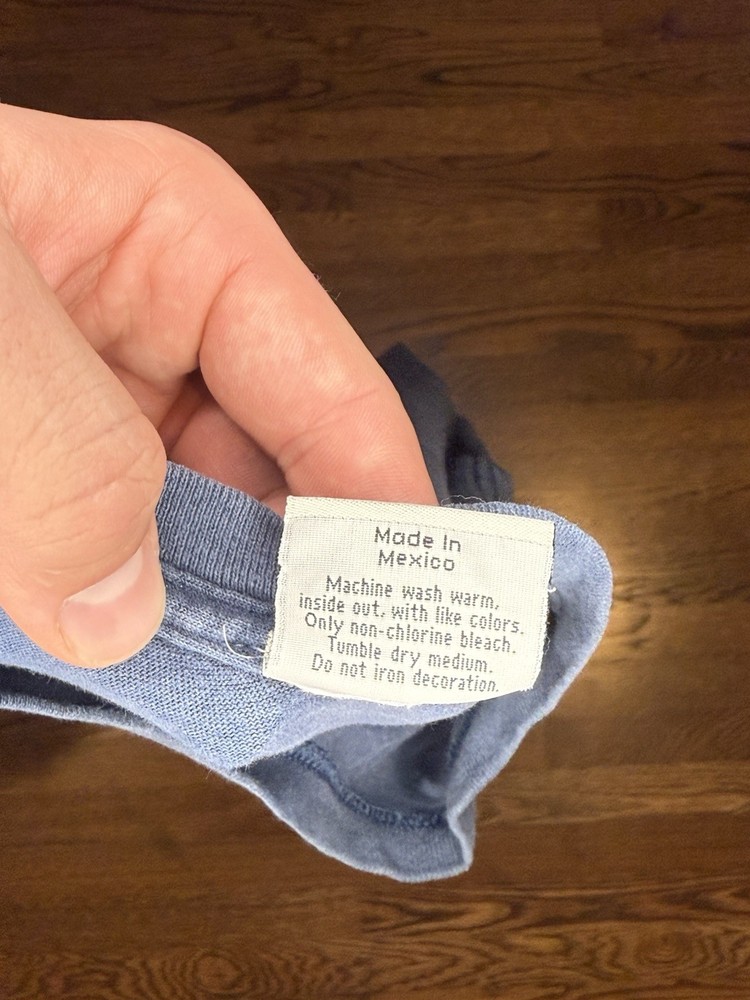 Made In
Mexico
Machine wash warm,
inside out, with like colors.
Only non-chlorine bleach.
Tumble dry medium.
Do not iron decoration.